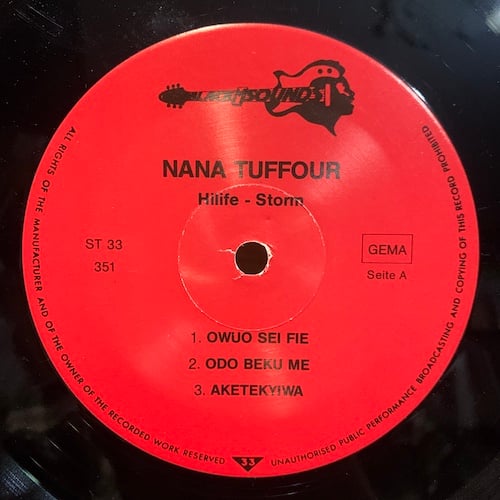 SOUNDS
NANA TUFFOUR
Hilife - Storm
ST 33
351
GEMA
Seite A
1. OWUO SEI FIE
2. ODO BEKU ME
3. AKETEKYIWA
ALL RIGHTS OF THE MANUFACTURER AND OF THE OWNER OF THE RECORDED WORK RESERVED
33
UNAUTHORISED PUBLIC PERFORMANCE BROADCASTING AND COPYING OF THIS RECORD PROHIBITED